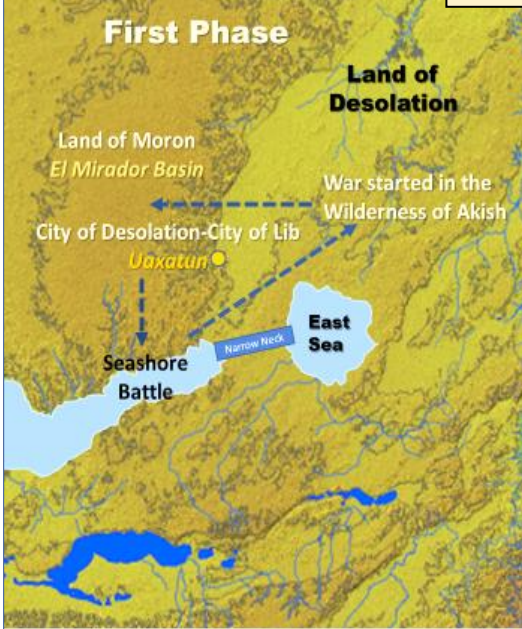 First Phase
Land of
Desolation
Land of Moron
El Mirador Basin
War started in the
Wilderness of Akish
City of Desolation-City of Lib
Uaxatun
East
Sea
Narrow Neck
Seashore
Battle